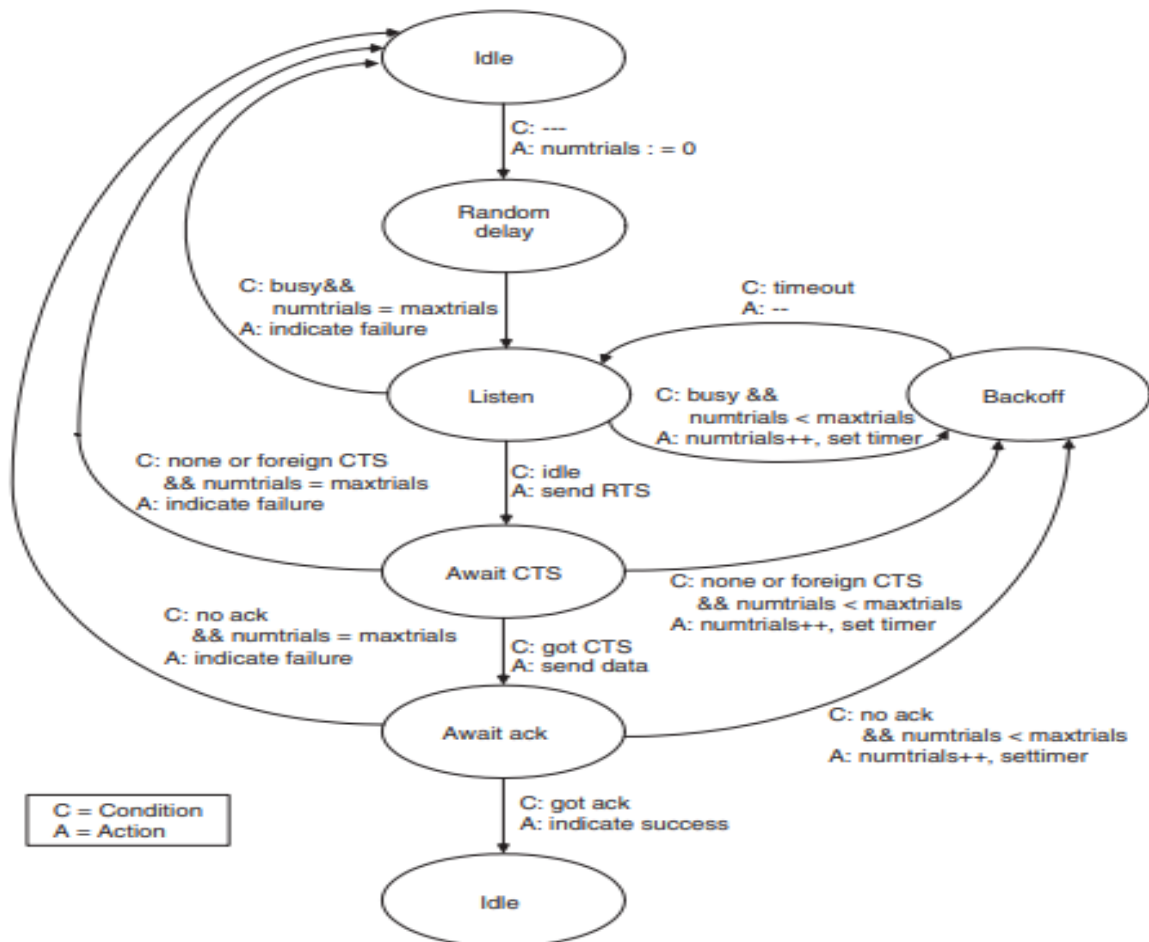 Idle
C: ---
A: numtrials : = 0
Random
delay
C: busy&&
numtrials = maxtrials
A: indicate failure
C: timeout
A: --
Listen
C: busy &&
numtrials < maxtrials
A: numtrials++, set timer
Backoff
C: none or foreign CTS
&& numtrials = maxtrials
A: indicate failure
C: idle
A: send RTS
Await CTS
C: none or foreign CTS
&& numtrials < maxtrials
A: numtrials++, set timer
C: no ack
&& numtrials = maxtrials
A: indicate failure
C: got CTS
A: send data
Await ack
C: no ack
&& numtrials < maxtrials
A: numtrials++, settimer
C = Condition
A = Action
C: got ack
A: indicate success
Idle